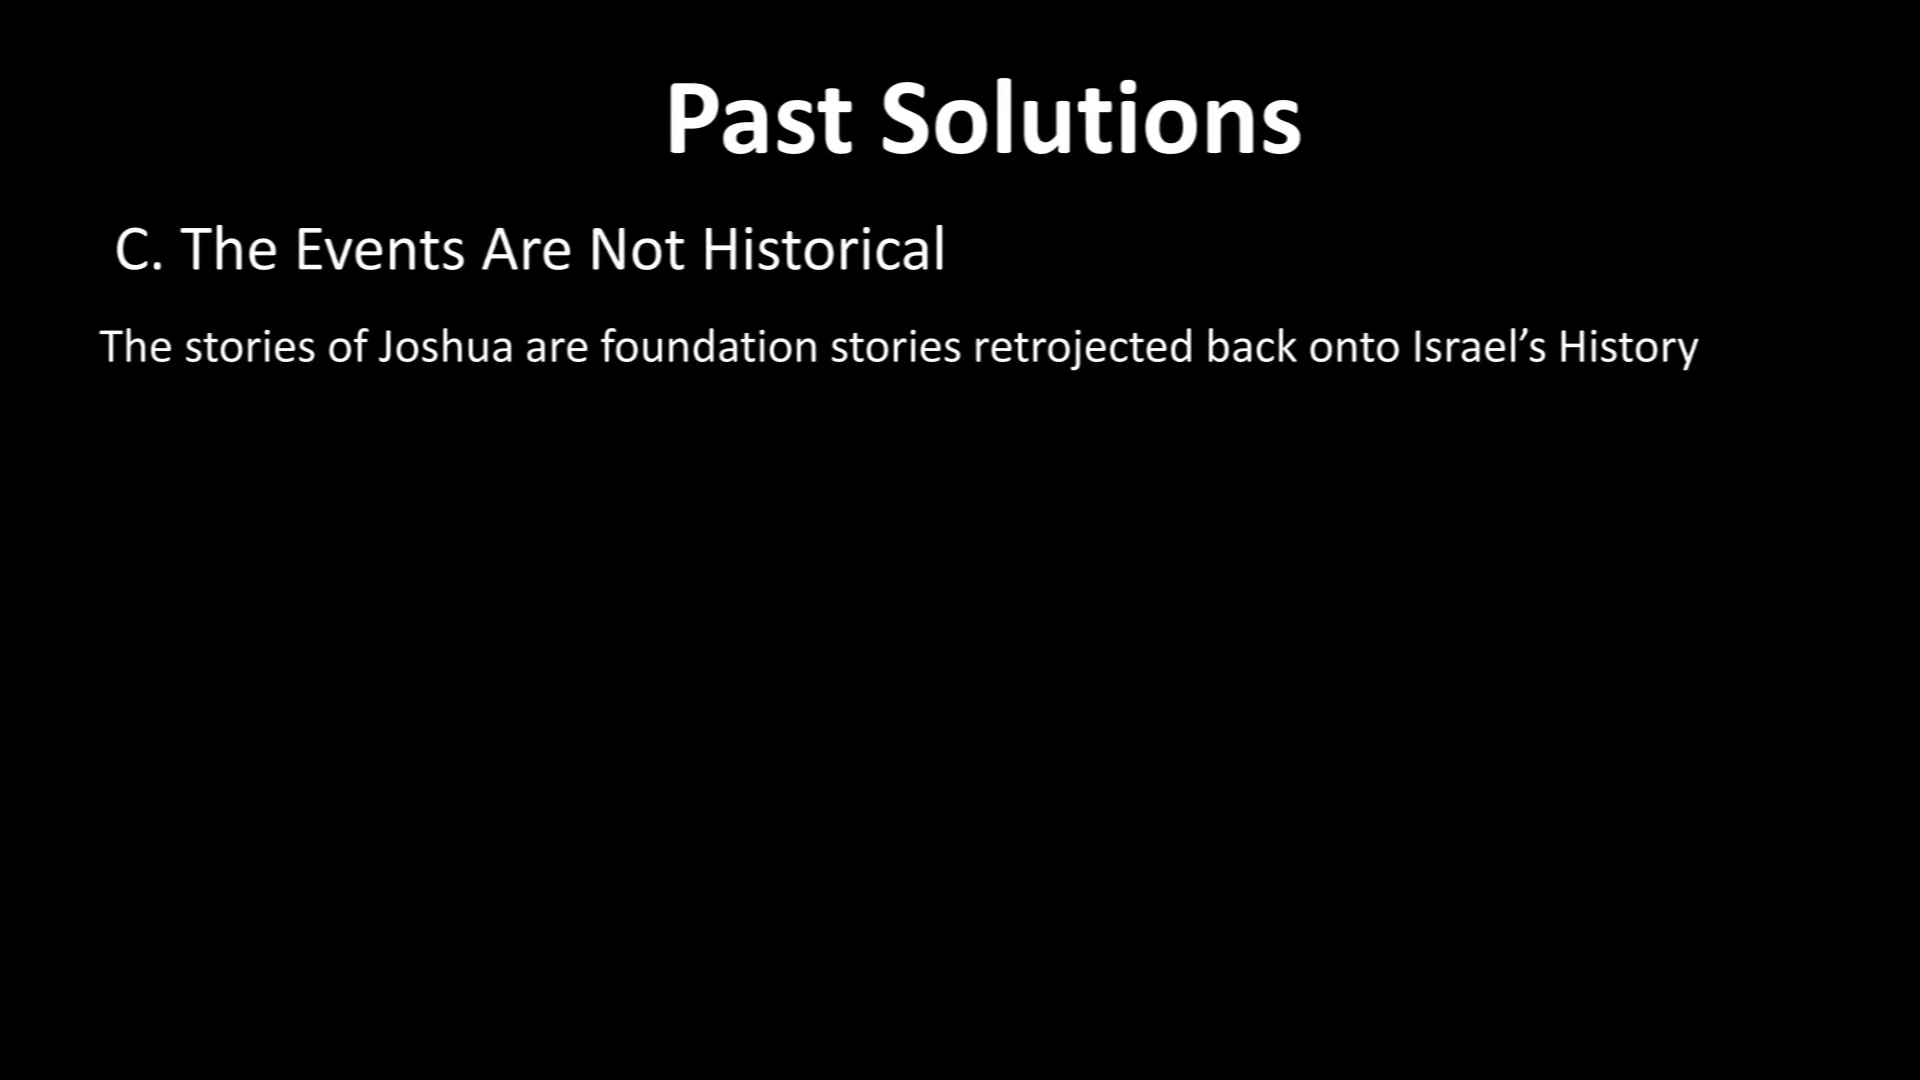 Past Solutions
C. The Events Are Not Historical
The stories of Joshua are foundation stories retrojected back onto Israel’s History